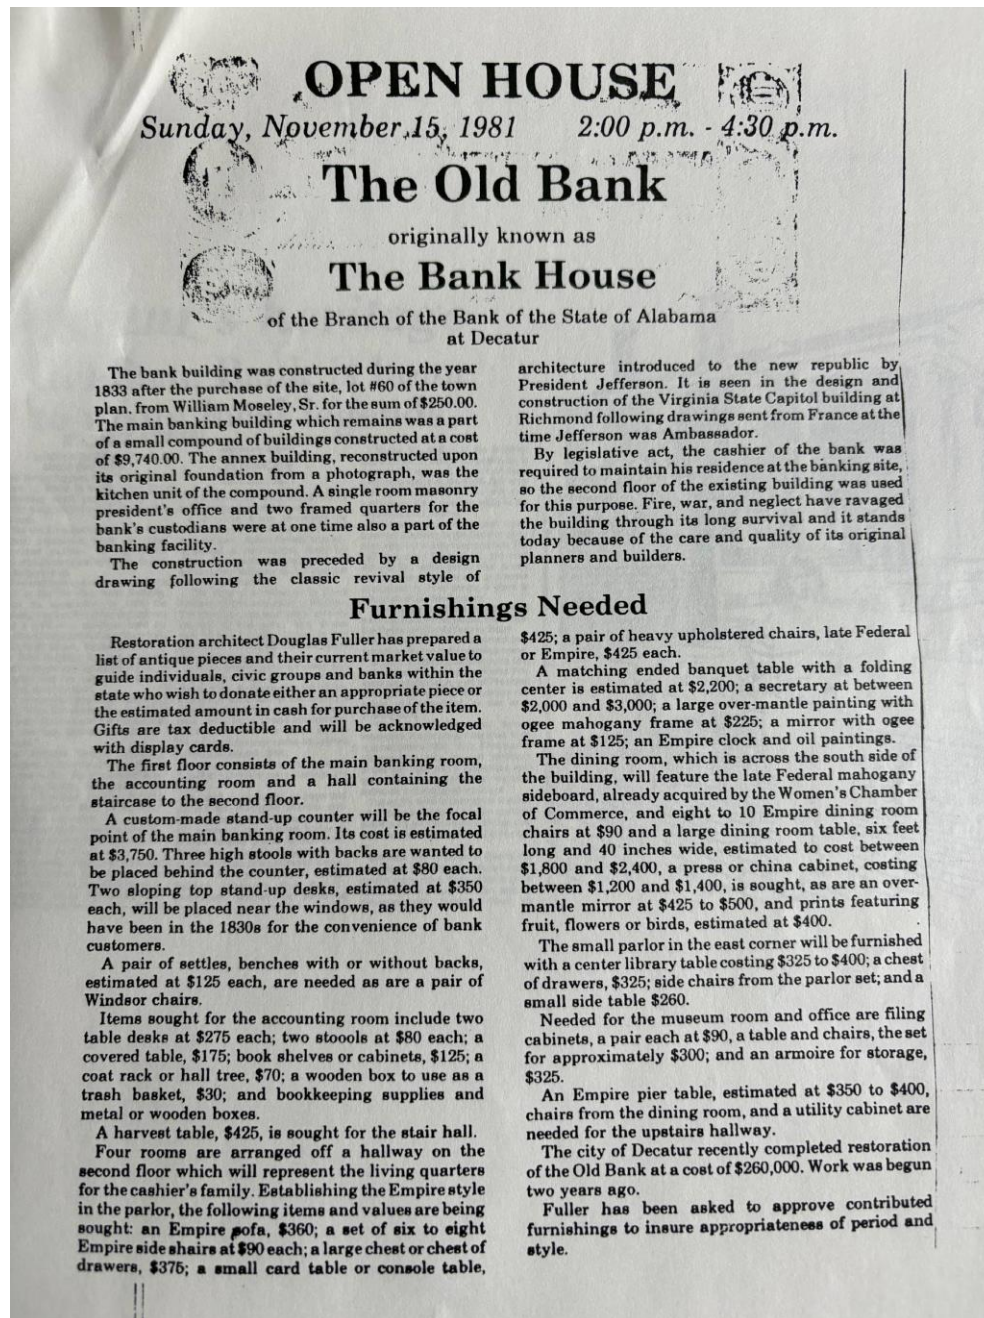 OPEN HOUSE
Sunday, November 15, 1981 2:00 p.m. - 4:30 p.m.
The Old Bank
originally known as
The Bank House
of the Branch of the Bank of the State of Alabama
at Decatur
The bank building was constructed during the year
1833 after the purchase of the site, lot #60 of the town
plan. from William Moseley, Sr. for the sum of $250.00.
The main banking building which remains was a part
of a small compound of buildings constructed at a cost
of $9,740.00. The annex building, reconstructed upon
its original foundation from a photograph, was the
kitchen unit of the compound. A single room masonry
president's office and two framed quarters for the
bank's custodians were at one time also a part of the
banking facility.
The construction was preceded by a design
drawing following the classic revival style of
architecture introduced to the new republic by
President Jefferson. It is seen in the design and
construction of the Virginia State Capitol building at
Richmond following drawings sent from France at the
time Jefferson was Ambassador.
By legislative act, the cashier of the bank was
required to maintain his residence at the banking site,
so the second floor of the existing building was used
for this purpose. Fire, war, and neglect have ravaged
the building through its long survival and it stands
today because of the care and quality of its original
planners and builders.
Furnishings Needed
Restoration architect Douglas Fuller has prepared a
list of antique pieces and their current market value to
guide individuals, civic groups and banks within the
state who wish to donate either an appropriate piece or
the estimated amount in cash for purchase of the item.
Gifts are tax deductible and will be acknowledged
with display cards.
The first floor consists of the main banking room,
the accounting room and a hall containing the
staircase to the second floor.
A custom-made stand-up counter will be the focal
point of the main banking room. Its cost is estimated
at $3,750. Three high stools with backs are wanted to
be placed behind the counter, estimated at $80 each.
Two sloping top stand-up desks, estimated at $350
each, will be placed near the windows, as they would
have been in the 1830s for the convenience of bank
customers.
A pair of settles, benches with or without backs,
estimated at $125 each, are needed as are a pair of
Windsor chairs.
Items sought for the accounting room include two
table desks at $275 each; two stoools at $80 each; a
covered table, $175; book shelves or cabinets, $125; a
coat rack or hall tree, $70; a wooden box to use as a
trash basket, $30; and bookkeeping supplies and
metal or wooden boxes.
A harvest table, $425, is sought for the stair hall.
Four rooms are arranged off a hallway on the
second floor which will represent the living quarters
for the cashier's family. Establishing the Empire style
in the parlor, the following items and values are being
sought: an Empire sofa, $360; a set of six to eight
Empire side shairs at $90 each; a large chest or chest of
drawers, $375; a small card table or console table,
$425; a pair of heavy upholstered chairs, late Federal
or Empire, $425 each.
A matching ended banquet table with a folding
center is estimated at $2,200; a secretary at between
$2,000 and $3,000; a large over-mantle painting with
ogee mahogany frame at $225; a mirror with ogee
frame at $125; an Empire clock and oil paintings.
The dining room, which is across the south side of
the building, will feature the late Federal mahogany
sideboard, already acquired by the Women's Chamber
of Commerce, and eight to 10 Empire dining room
chairs at $90 and a large dining room table, six feet
long and 40 inches wide, estimated to cost between
$1,800 and $2,400, a press or china cabinet, costing
between $1,200 and $1,400, is sought, as are an over-
mantle mirror at $425 to $500, and prints featuring
fruit, flowers or birds, estimated at $400.
The small parlor in the east corner will be furnished
with a center library table costing $325 to $400; a chest
of drawers, $325; side chairs from the parlor set; and a
small side table $260.
Needed for the museum room and office are filing
cabinets, a pair each at $90, a table and chairs, the set
for approximately $300; and an armoire for storage,
$325.
An Empire pier table, estimated at $350 to $400,
chairs from the dining room, and a utility cabinet are
needed for the upstairs hallway.
The city of Decatur recently completed restoration
of the Old Bank at a cost of $260,000. Work was begun
two years ago.
Fuller has been asked to approve contributed
furnishings to insure appropriateness of period and
style.